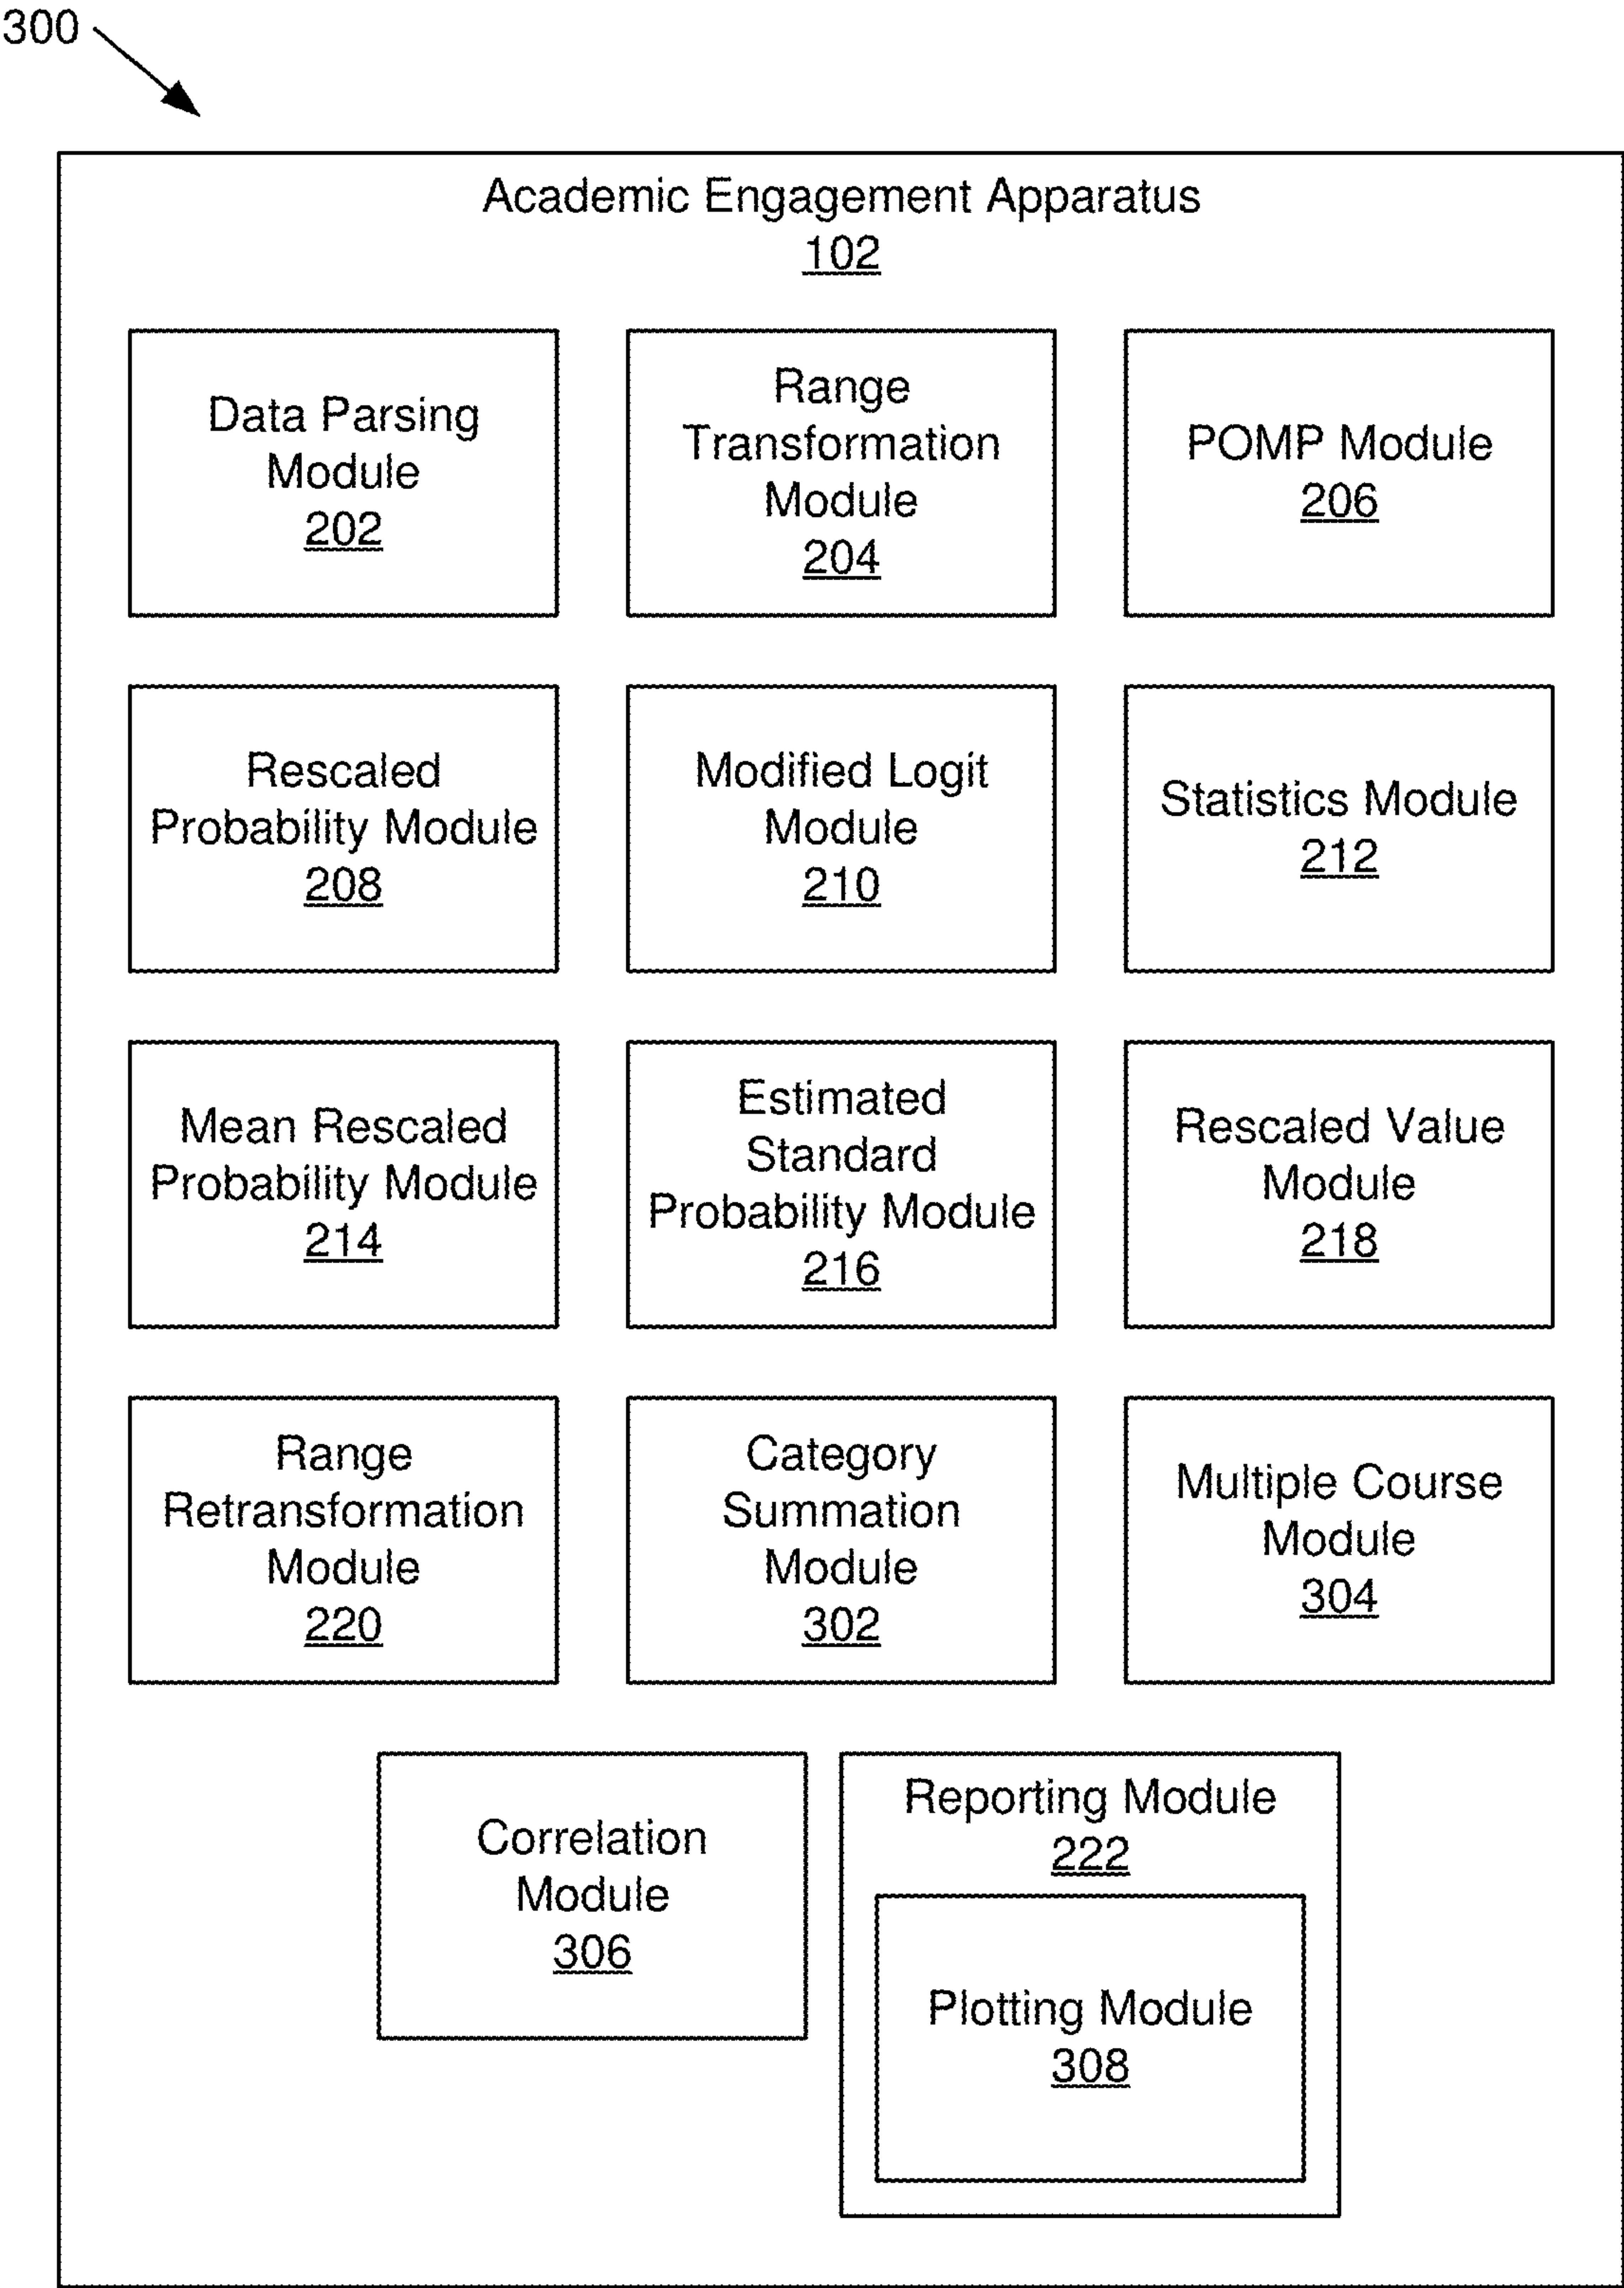 300
Academic Engagement Apparatus
102
Data Parsing
Module
202
Range
Transformation
Module
204
POMP Module
206
Rescaled
Probability Module
208
Modified Logit
Module
210
Statistics Module
212
Mean Rescaled
Probability Module
214
Estimated
Standard
Probability Module
216
Rescaled Value
Module
218
Range
Retransformation
Module
220
Category
Summation
Module
302
Multiple Course
Module
304
Correlation
Module
306
Reporting Module
222
Plotting Module
308